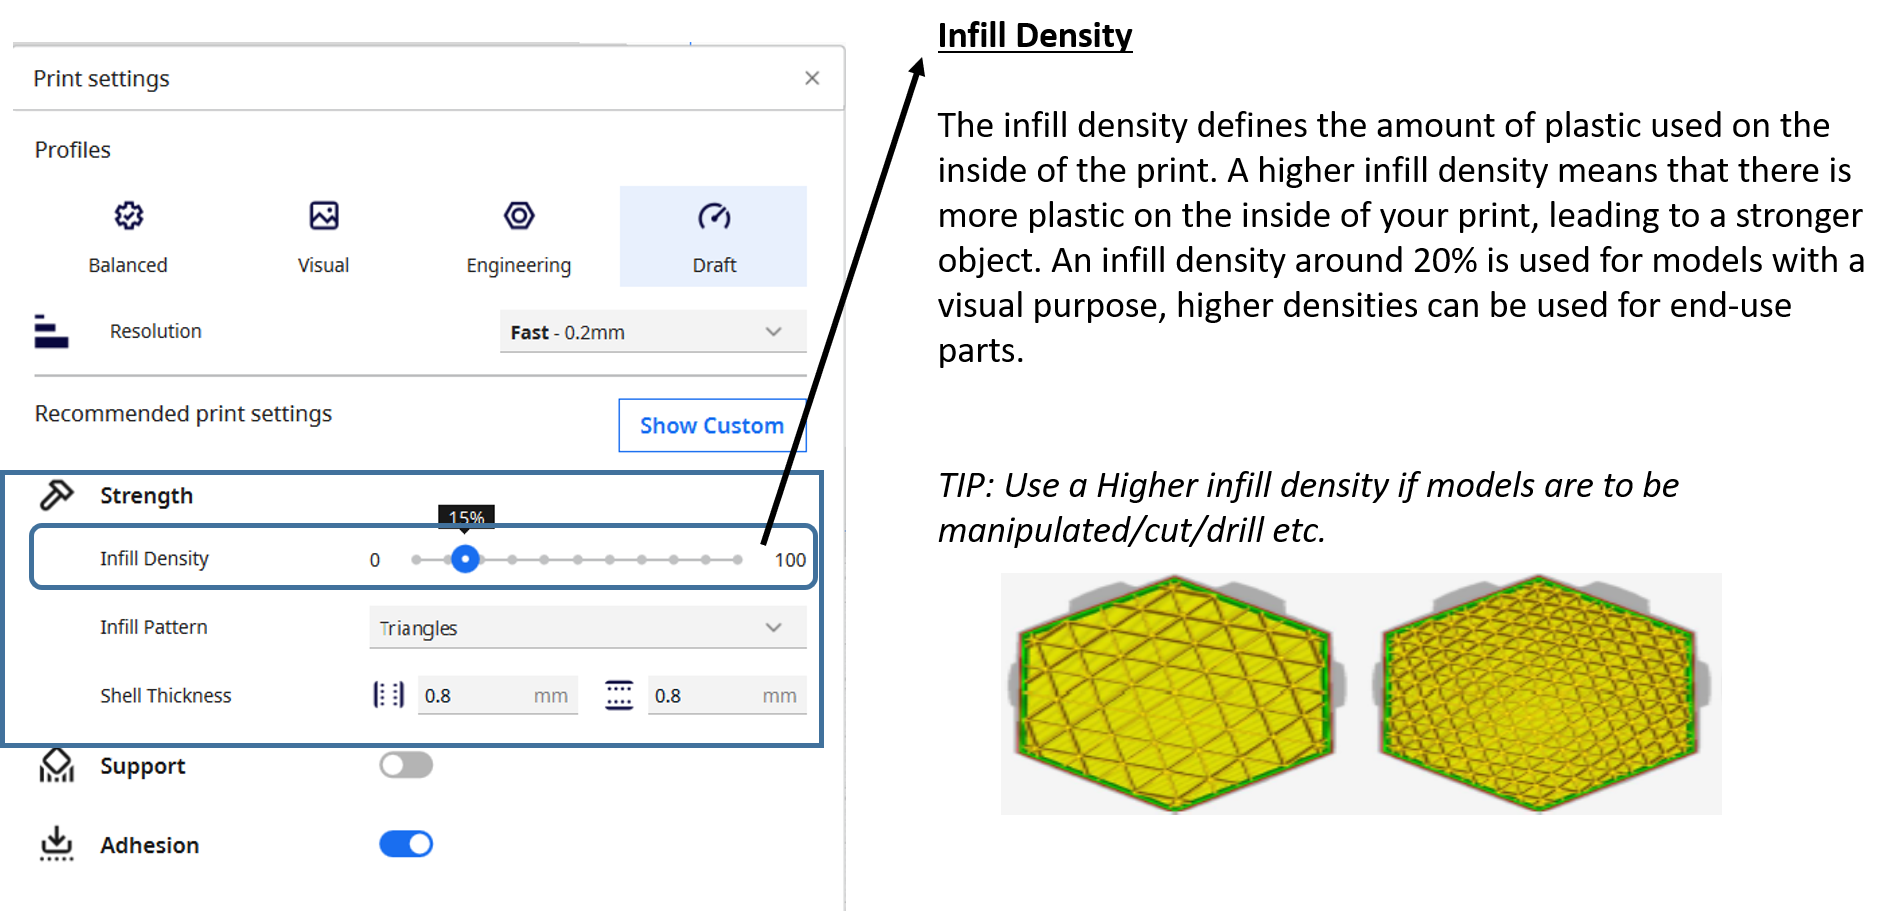 Print settings
Profiles
Balanced
Visual
Engineering
Draft
Resolution
Fast - 0.2mm
Recommended print settings
Show Custom
Strength
15%
Infill Density
0
100
Infill Pattern
Triangles
Shell Thickness
0.8 mm
0.8 mm
Support
Adhesion
Infill Density
The infill density defines the amount of plastic used on the
inside of the print. A higher infill density means that there is
more plastic on the inside of your print, leading to a stronger
object. An infill density around 20% is used for models with a
visual purpose, higher densities can be used for end-use
parts.
TIP: Use a Higher infill density if models are to be
manipulated/cut/drill etc.